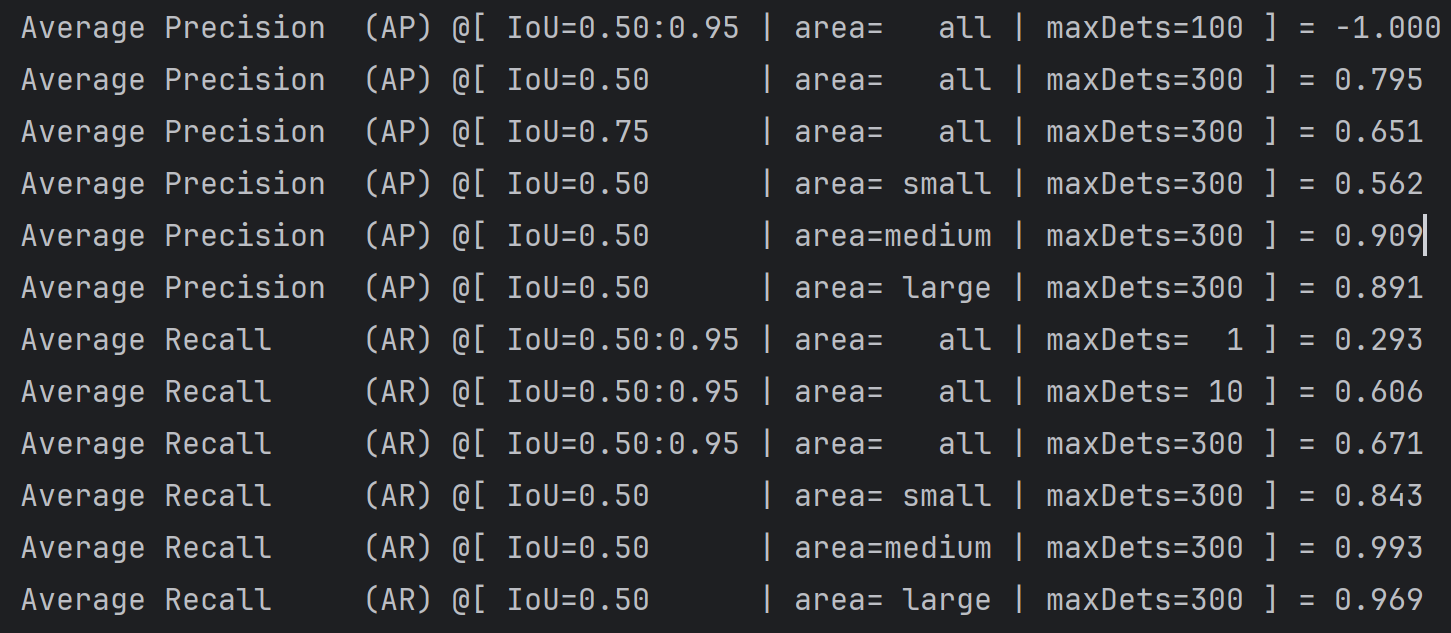 Average Precision  (AP) @[ IoU=0.50:0.95 | area=   all | maxDets=100 ] = -1.000
Average Precision  (AP) @[ IoU=0.50      | area=   all | maxDets=300 ] = 0.795
Average Precision  (AP) @[ IoU=0.75      | area=   all | maxDets=300 ] = 0.651
Average Precision  (AP) @[ IoU=0.50      | area= small | maxDets=300 ] = 0.562
Average Precision  (AP) @[ IoU=0.50      | area=medium | maxDets=300 ] = 0.909
Average Precision  (AP) @[ IoU=0.50      | area= large | maxDets=300 ] = 0.891
Average Recall     (AR) @[ IoU=0.50:0.95 | area=   all | maxDets=  1 ] = 0.293
Average Recall     (AR) @[ IoU=0.50:0.95 | area=   all | maxDets= 10 ] = 0.606
Average Recall     (AR) @[ IoU=0.50:0.95 | area=   all | maxDets=300 ] = 0.671
Average Recall     (AR) @[ IoU=0.50      | area= small | maxDets=300 ] = 0.843
Average Recall     (AR) @[ IoU=0.50      | area=medium | maxDets=300 ] = 0.993
Average Recall     (AR) @[ IoU=0.50      | area= large | maxDets=300 ] = 0.969